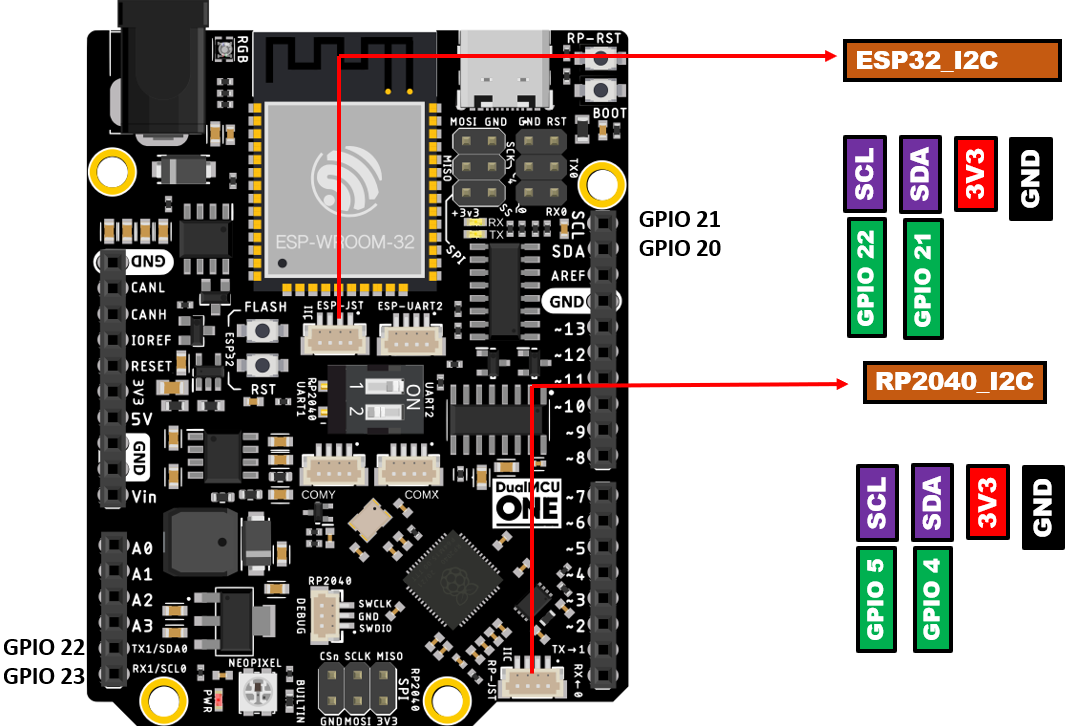 RP-RST
RGB
BOOT
ESP32_I2C
MOSI GND
GND RST
MISO
SCK
TX0
+3v3
SS
RX0
RX
TX
SPI
ESP-WROOM-32
SCL
SDA
AREF
GND
~13
~12
~11
~10
~9
~8
~7
~6
~5
~4
~3
~2
TX→1
RX←0
GPIO 21
GPIO 20
SCL
SDA
3V3
GND
GPIO 22
GPIO 21
GND
CANL
CANH
IOREF
RESET
3V3
5V
GND
Vin
FLASH
ESP32
RST
IIC
ESP-JST
ESP-UART2
RP2040
UART1
1
2
ON
UART2
RP2040_I2C
COMY
COMX
DualMCU
ONE
SCL
SDA
3V3
GND
GPIO 5
GPIO 4
A0
A1
A2
A3
TX1/SDA0
RX1/SCL0
GPIO 22
GPIO 23
RP2040
DEBUG
SWCLK
GND
SWDIO
NEOPIXEL
PWR
BUILTIN
CSn SCLK MISO
GND MOSI 3V3
SPI
RP2040
IIC
RP-JST